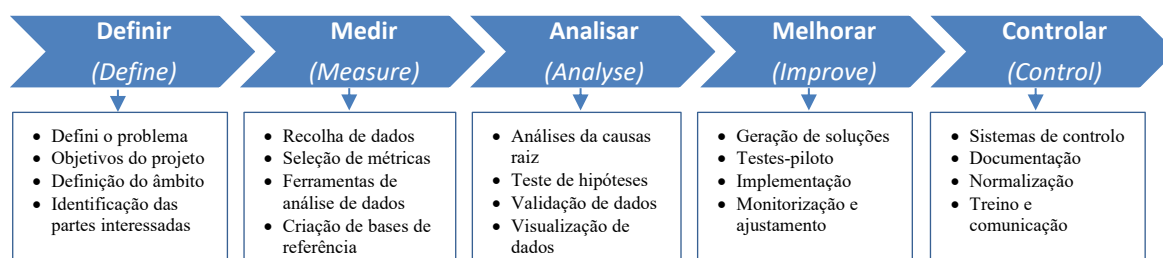 Definir
(Define)
Medir
(Measure)
Analisar
(Analyse)
Melhorar
(Improve)
Controlar
(Control)
• Defini o problema
• Objetivos do projeto
• Definição do âmbito
• Identificação das
partes interessadas
• Recolha de dados
• Seleção de métricas
• Ferramentas de
análise de dados
• Criação de bases de
referência
• Análises da causas
raiz
• Teste de hipóteses
• Validação de dados
• Visualização de
dados
• Geração de soluções
• Testes-piloto
• Implementação
• Monitorização e
ajustamento
• Sistemas de controlo
• Documentação
• Normalização
• Treino e
comunicação